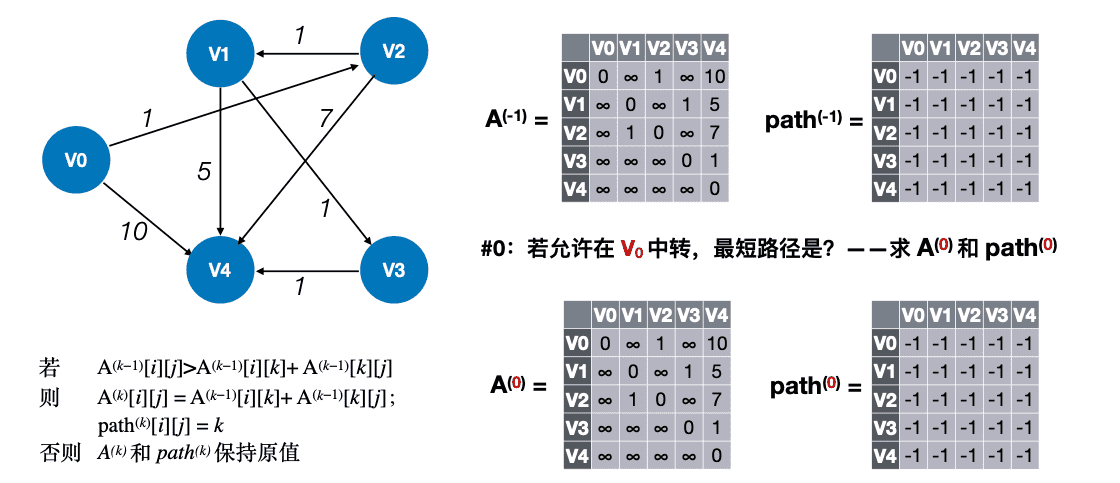 V1
1
V2
1
7
V0
5
1
10
V4
1
V3
若 A(k−1)[i][j]>A(k−1)[i][k]+ A(k−1)[k][j]
则 A(k)[i][j] = A(k−1)[i][k]+ A(k−1)[k][j] ;
path(k)[i][j] = k
否则 A(k) 和 path(k) 保持原值
A(-1) =
V0 V1 V2 V3 V4
V0 0 ∞ 1 ∞ 10
V1 ∞ 0 ∞ 1 5
V2 ∞ 1 0 ∞ 7
V3 ∞ ∞ ∞ 0 1
V4 ∞ ∞ ∞ ∞ 0
path(-1) =
V0 V1 V2 V3 V4
V0 -1 -1 -1 -1 -1
V1 -1 -1 -1 -1 -1
V2 -1 -1 -1 -1 -1
V3 -1 -1 -1 -1 -1
V4 -1 -1 -1 -1 -1
#0：若允许在 V0 中转，最短路径是？——求 A(0) 和 path(0)
A(0) =
V0 V1 V2 V3 V4
V0 0 ∞ 1 ∞ 10
V1 ∞ 0 ∞ 1 5
V2 ∞ 1 0 ∞ 7
V3 ∞ ∞ ∞ 0 1
V4 ∞ ∞ ∞ ∞ 0
path(0) =
V0 V1 V2 V3 V4
V0 -1 -1 -1 -1 -1
V1 -1 -1 -1 -1 -1
V2 -1 -1 -1 -1 -1
V3 -1 -1 -1 -1 -1
V4 -1 -1 -1 -1 -1